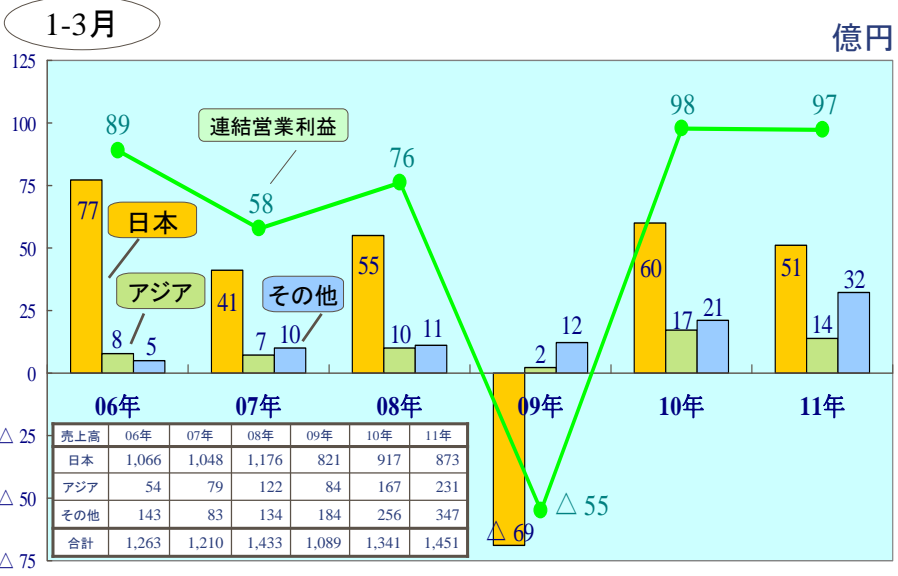 1-3月
億円
125
100
75
50
25
0
△ 25
△ 50
△ 75
連結営業利益
日本
アジア
その他
89
58
76
△ 55
98
97
77
8
5
41
7
10
55
10
11
△ 69
2
12
60
17
21
51
14
32
06年 07年 08年 09年 10年 11年
売上高 06年 07年 08年 09年 10年 11年
日本 1,066 1,048 1,176 821 917 873
アジア 54 79 122 84 167 231
その他 143 83 134 184 256 347
合計 1,263 1,210 1,433 1,089 1,341 1,451